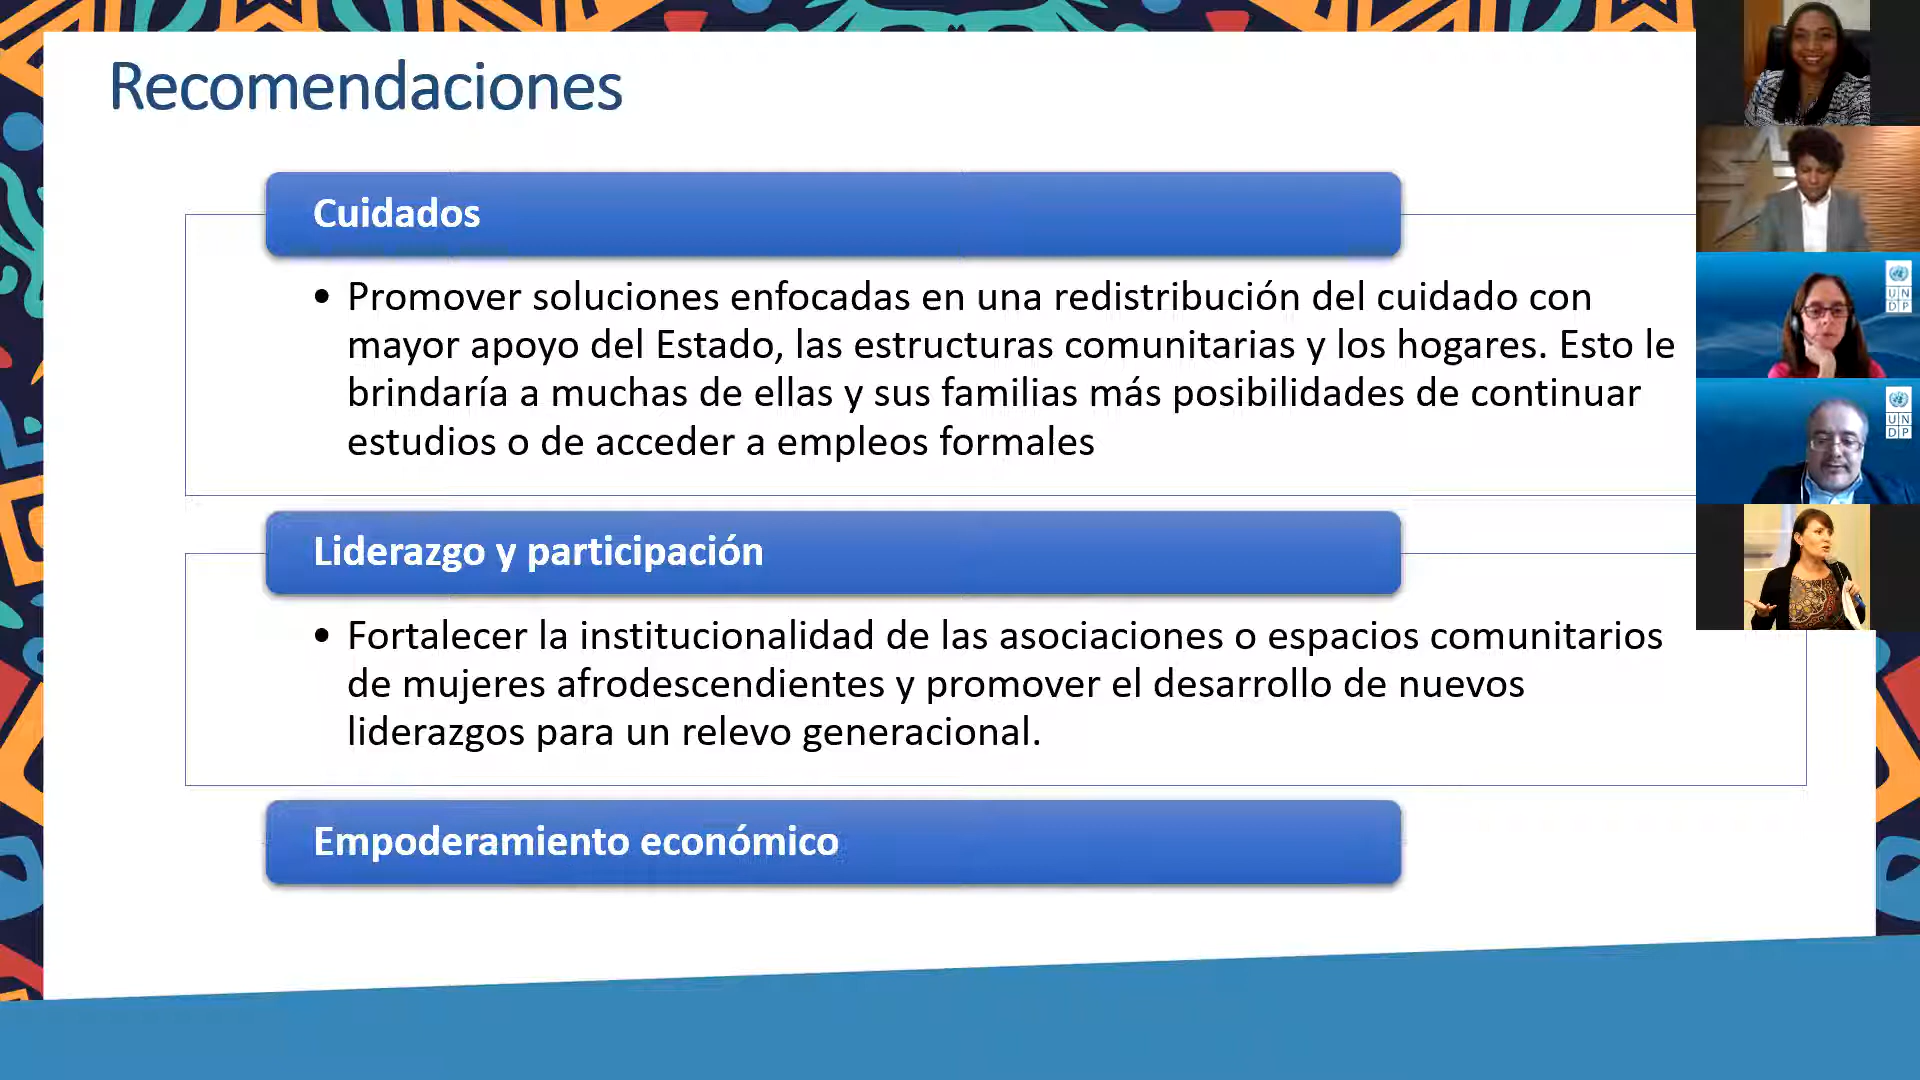 Recomendaciones
Cuidados
• Promover soluciones enfocadas en una redistribución del cuidado con
mayor apoyo del Estado, las estructuras comunitarias y los hogares. Esto le
brindaría a muchas de ellas y sus familias más posibilidades de continuar
estudios o de acceder a empleos formales
Liderazgo y participación
• Fortalecer la institucionalidad de las asociaciones o espacios comunitarios
de mujeres afrodescendientes y promover el desarrollo de nuevos
liderazgos para un relevo generacional.
Empoderamiento económico
U N
D P
U N
D P